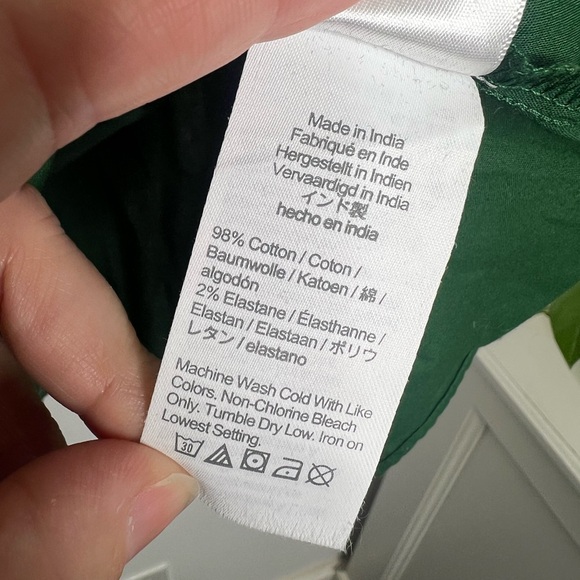 Made in India
Fabriqué en Inde
Hergestellt in Indien
Vervaardigd in India
インド製
hecho en india
98% Cotton / Coton /
Baumwolle / Katoen / 綿 /
algodón
2% Elastane / Élasthanne /
Elastan / Elastaan / ポリウ
レタン / elastano
Machine Wash Cold With Like
Colors. Non-Chlorine Bleach
Only. Tumble Dry Low. Iron on
Lowest Setting.
30